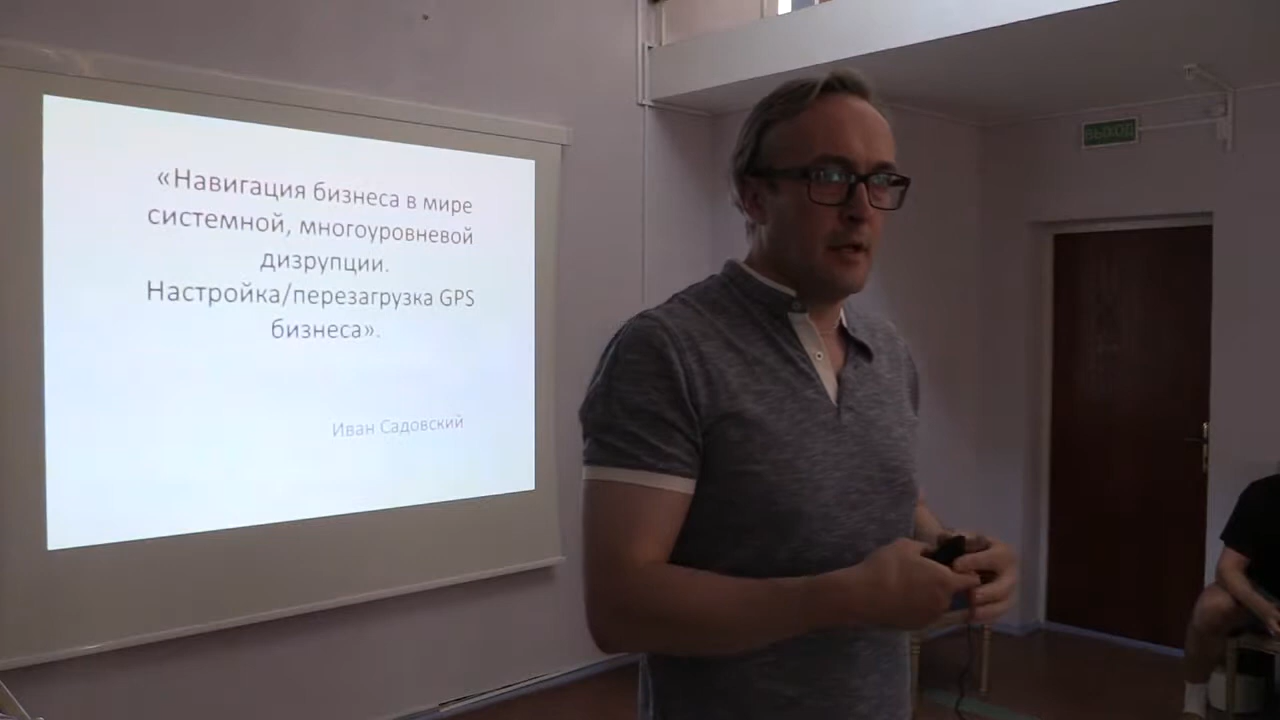 «Навигация бизнеса в мире
системной, многоуровневой
дизрупции.
Настройка/перезагрузка GPS
бизнеса».
Иван Садовский
ВЫХОД